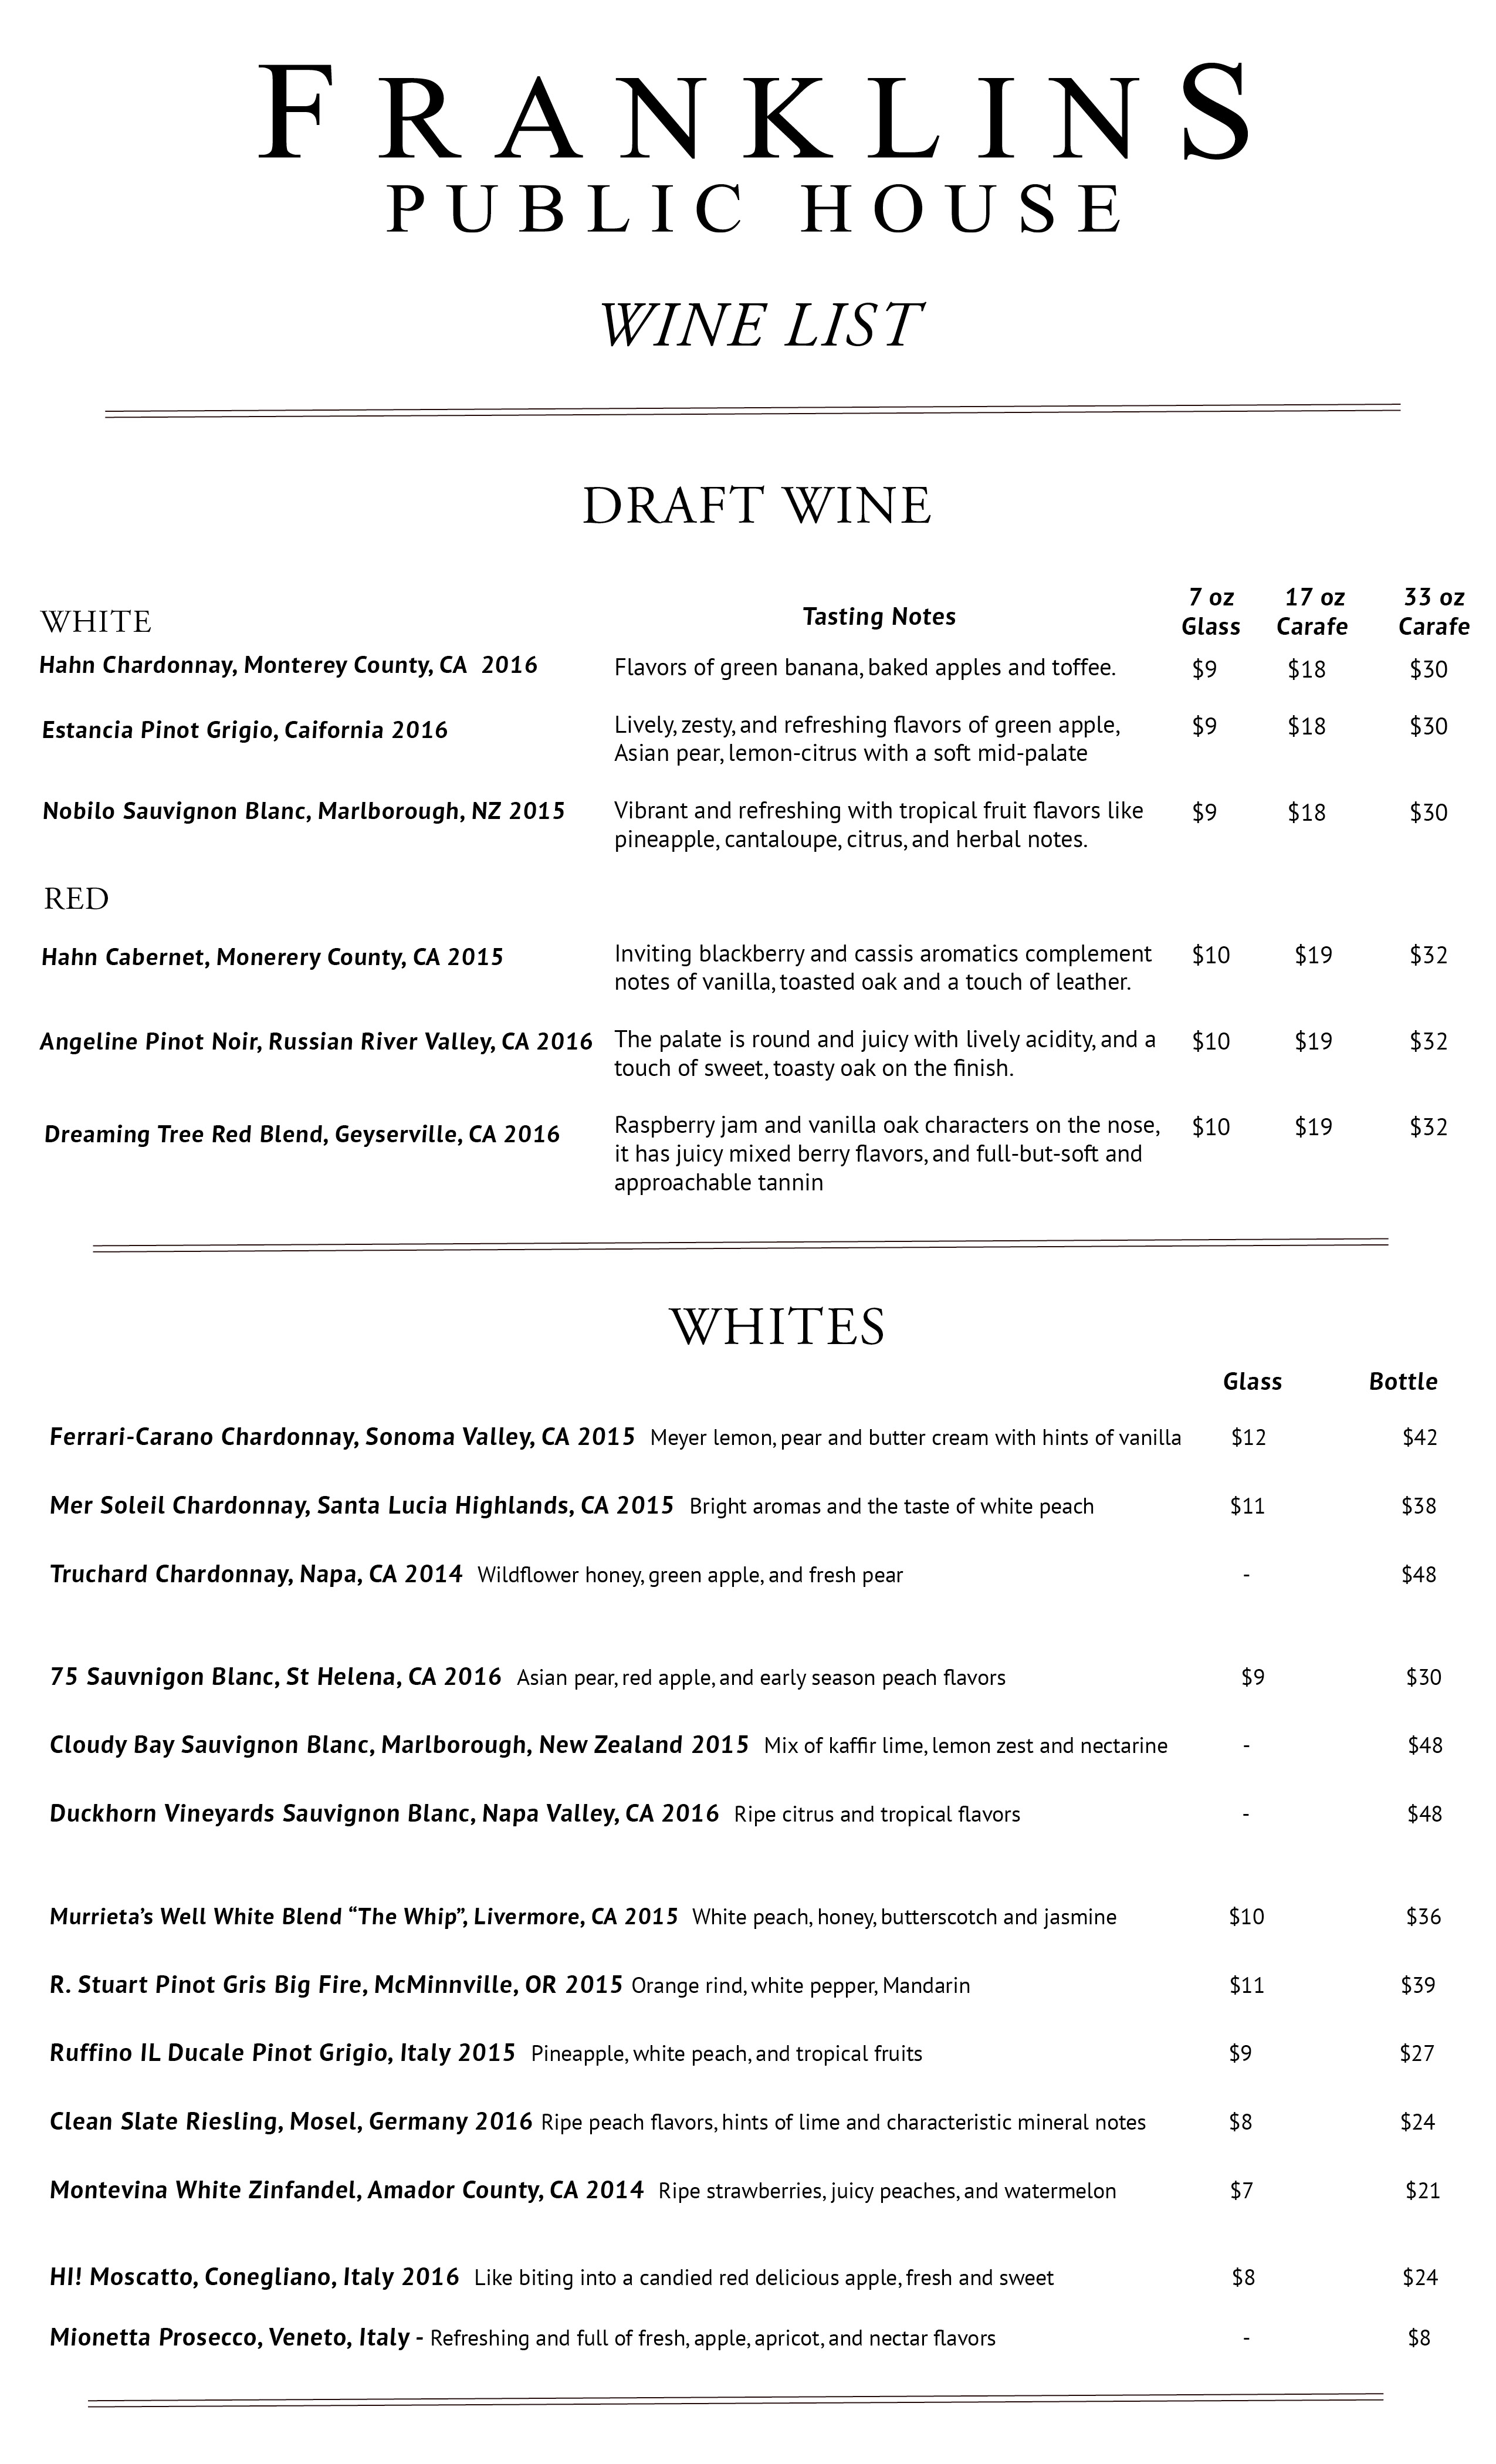 FRANKLINS
PUBLIC HOUSE
WINE LIST
DRAFT WINE
WHITE Tasting Notes 7 oz Glass 17 oz Carafe 33 oz Carafe
Hahn Chardonnay, Monterey County, CA 2016 Flavors of green banana, baked apples and toffee. $9 $18 $30
Estancia Pinot Grigio, Caifornia 2016 Lively, zesty, and refreshing flavors of green apple, $9 $18 $30
Asian pear, lemon-citrus with a soft mid-palate
Nobilo Sauvignon Blanc, Marlborough, NZ 2015 Vibrant and refreshing with tropical fruit flavors like $9 $18 $30
pineapple, cantaloupe, citrus, and herbal notes.
RED
Hahn Cabernet, Monerery County, CA 2015 Inviting blackberry and cassis aromatics complement $10 $19 $32
notes of vanilla, toasted oak and a touch of leather.
Angeline Pinot Noir, Russian River Valley, CA 2016 The palate is round and juicy with lively acidity, and a $10 $19 $32
touch of sweet, toasty oak on the finish.
Dreaming Tree Red Blend, Geyserville, CA 2016 Raspberry jam and vanilla oak characters on the nose, $10 $19 $32
it has juicy mixed berry flavors, and full-but-soft and
approachable tannin
WHITES
Glass Bottle
Ferrari-Carano Chardonnay, Sonoma Valley, CA 2015 Meyer lemon, pear and butter cream with hints of vanilla $12 $42
Mer Soleil Chardonnay, Santa Lucia Highlands, CA 2015 Bright aromas and the taste of white peach $11 $38
Truchard Chardonnay, Napa, CA 2014 Wildflower honey, green apple, and fresh pear - $48
75 Sauvnigon Blanc, St Helena, CA 2016 Asian pear, red apple, and early season peach flavors $9 $30
Cloudy Bay Sauvignon Blanc, Marlborough, New Zealand 2015 Mix of kaffir lime, lemon zest and nectarine - $48
Duckhorn Vineyards Sauvignon Blanc, Napa Valley, CA 2016 Ripe citrus and tropical flavors - $48
Murrieta's Well White Blend “The Whip”, Livermore, CA 2015 White peach, honey, butterscotch and jasmine $10 $36
R. Stuart Pinot Gris Big Fire, McMinnville, OR 2015 Orange rind, white pepper, Mandarin $11 $39
Ruffino IL Ducale Pinot Grigio, Italy 2015 Pineapple, white peach, and tropical fruits $9 $27
Clean Slate Riesling, Mosel, Germany 2016 Ripe peach flavors, hints of lime and characteristic mineral notes $8 $24
Montevina White Zinfandel, Amador County, CA 2014 Ripe strawberries, juicy peaches, and watermelon $7 $21
HI! Moscatto, Conegliano, Italy 2016 Like biting into a candied red delicious apple, fresh and sweet $8 $24
Mionetta Prosecco, Veneto, Italy - Refreshing and full of fresh, apple, apricot, and nectar flavors - $8